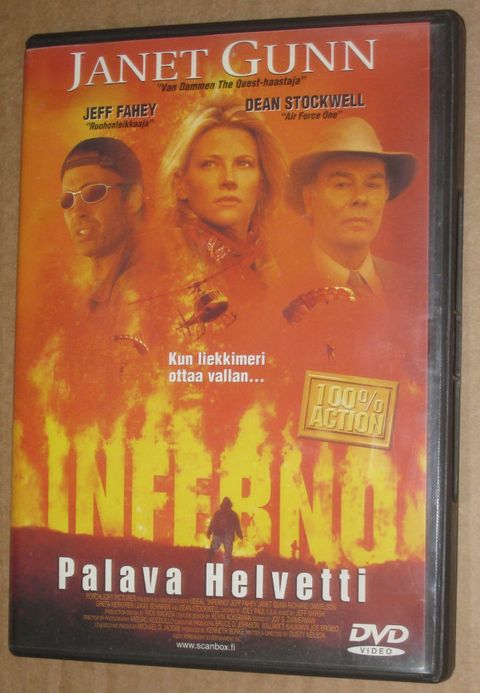 JANET GUNN
"Van Dammen The Quest-haastaja"
JEFF FAHEY
"Ruohonleikkaaja"
DEAN STOCKWELL
"Air Force One"
Kun liekkimeri
ottaa vallan...
100%
ACTION
INFERNO
Palava Helvetti
www.scanbox.fi
DVD
VIDEO